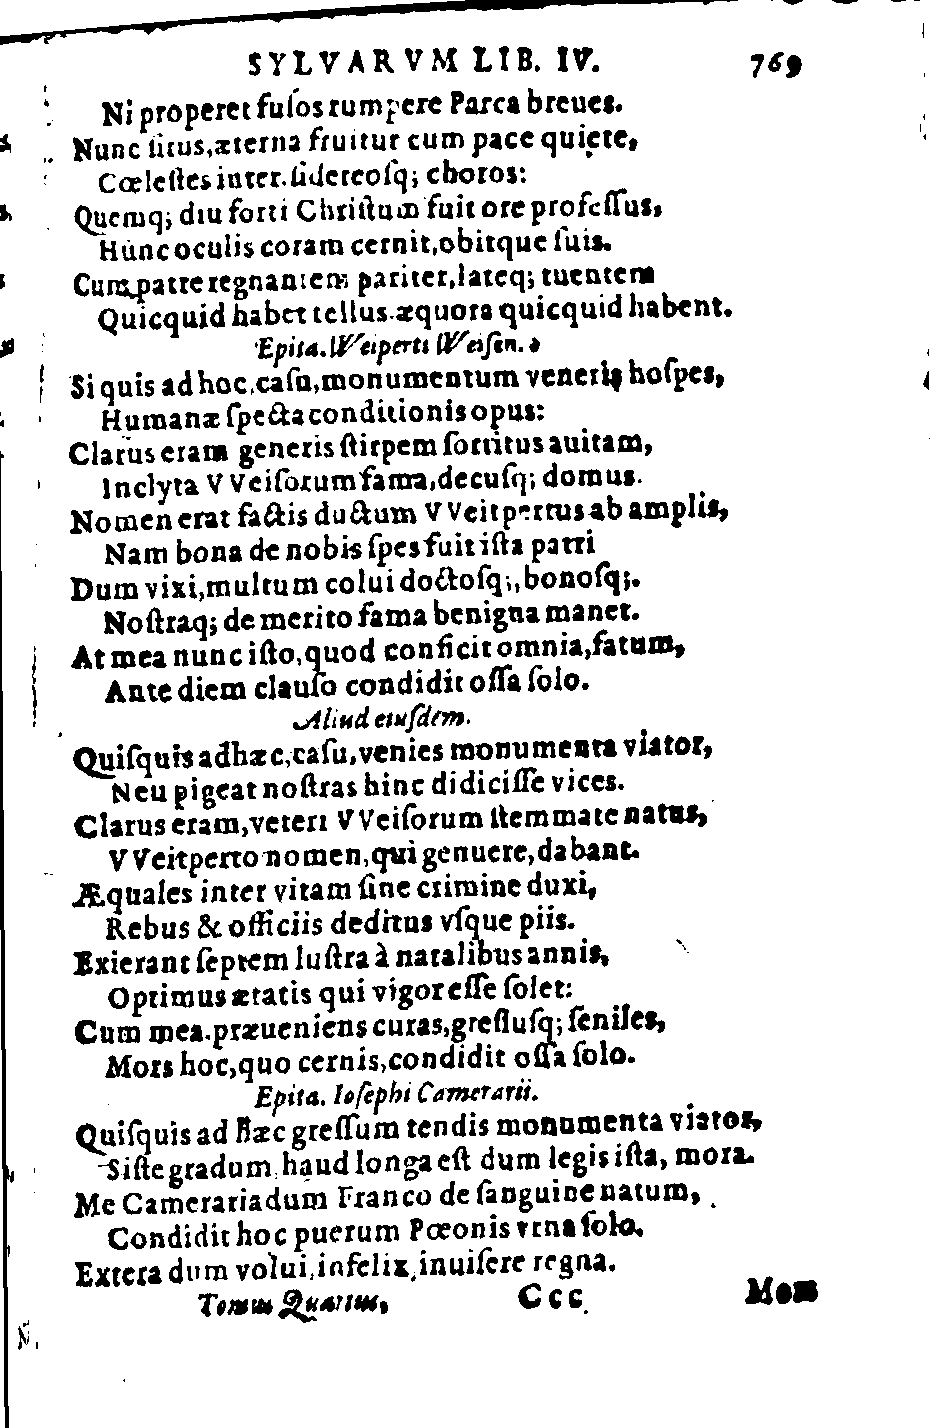 SYLVARVM LIB. IV. 769
Ni properet fuſos rumpere Parca breues.
Nunc ſitus, æterna fruitur cum pace quiete,
Cœleſtes inter ſidereoſq; choros:
Quemq; diu forti Chriſtum fuit ore profeſſus,
Hunc oculis coram cernit, obitque ſuis.
Cum patre regnantem pariter, lateq; tuentem
Quicquid habet tellus. æquora quicquid habent.
Epita. Weiperti Weiſen.
Si quis ad hoc, caſu, monumentum veneris hoſpes,
Humanæ ſpecta conditionis opus:
Clarus eram generis ſtirpem ſortitus auitam,
Inclyta VVeiſorum fama, decuſq; domus.
Nomen erat factis ductum VVeitpertus ab amplis,
Nam bona de nobis ſpes fuit iſta patri
Dum vixi, multum colui doctoſq;, bonoſq;.
Noſtraq; de merito fama benigna manet.
At mea nunc iſto, quod conficit omnia, fatum,
Ante diem clauſo condidit oſſa ſolo.
Aliud eiuſdem.
Quiſquis ad hæc, caſu, venies monumenta viator,
Neu pigeat noſtras hinc didiciſſe vices.
Clarus eram, veteri VVeiſorum ſtemmate natus,
VVeitperto nomen, qui genuere, dabant.
Æquales inter vitam ſine crimine duxi,
Rebus & officiis deditus vſque piis.
Exierant ſeptem luſtra à natalibus annis,
Optimus ætatis qui vigor eſſe ſolet:
Cum mea. præueniens curas, greſſuſq; ſeniles,
Mors hoc, quo cernis, condidit oſſa ſolo.
Epita. Ioſephi Camerarii.
Quiſquis ad hæc greſſum tendis monumenta viator,
Siſte gradum, haud longa eſt dum legis iſta, mora.
Me Camerariadum Franco de ſanguine natum,
Condidit hoc puerum Pœonis vrna ſolo.
Extera dum volui, infelix, inuiſere regna.
Tomus Quartus, Ccc Mom